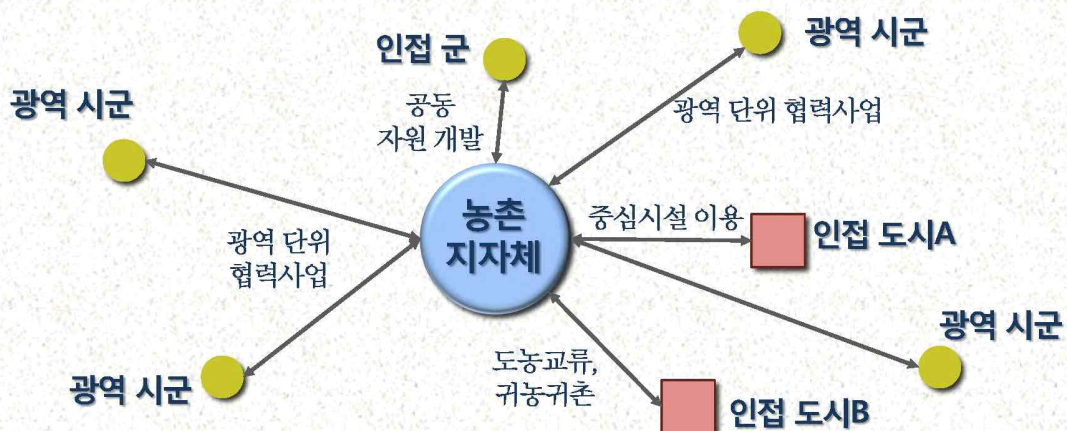 인접 군
광역 시군
광역 시군
공동
자원 개발
광역 단위 협력사업
농촌
지자체
중심시설 이용
인접 도시A
광역 단위
협력사업
광역 시군
도농교류,
귀농귀촌
광역 시군
인접 도시B